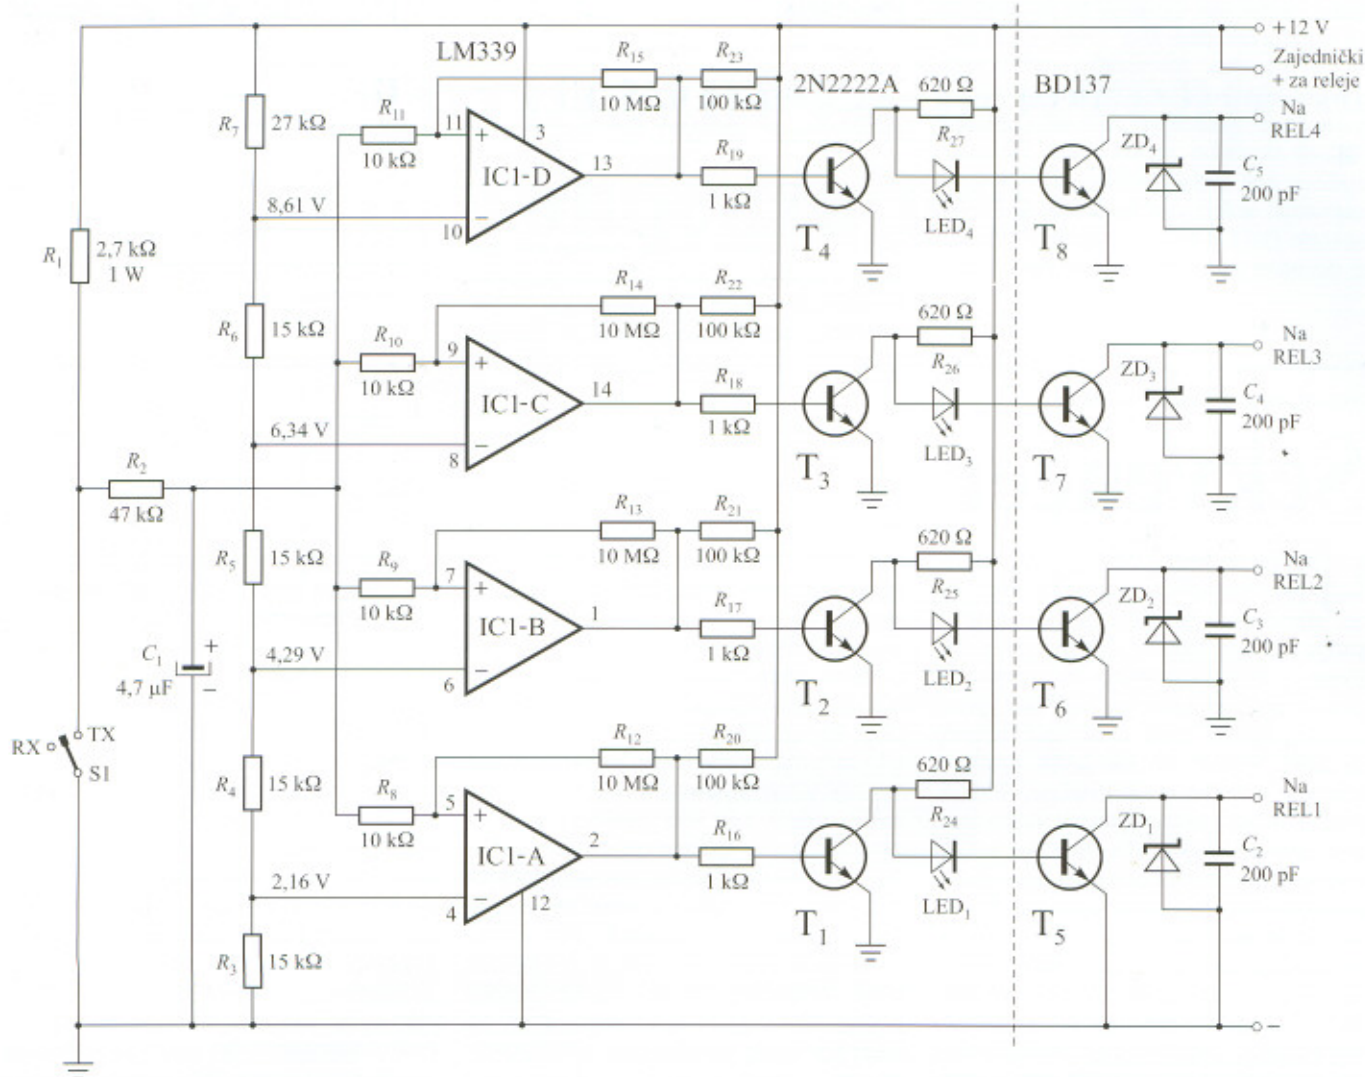 +12 V
Zajednički
+ za releje
LM339
2N2222A
BD137
R7
27 kΩ
R11
10 kΩ
11
+
3
IC1-D
13
−
10
8,61 V
R15
10 MΩ
R23
100 kΩ
R19
1 kΩ
620 Ω
R27
LED4
T4
T8
ZD4
Na
REL4
C5
200 pF
R1
2,7 kΩ
1 W
R6
15 kΩ
R10
10 kΩ
9
+
IC1-C
14
−
8
6,34 V
R14
10 MΩ
R22
100 kΩ
R18
1 kΩ
620 Ω
R26
LED3
T3
T7
ZD3
Na
REL3
C4
200 pF
R2
47 kΩ
R5
15 kΩ
R9
10 kΩ
7
+
IC1-B
1
−
6
4,29 V
R13
10 MΩ
R21
100 kΩ
R17
1 kΩ
620 Ω
R25
LED2
T2
T6
ZD2
Na
REL2
C3
200 pF
C1
4,7 µF
+
−
RX
TX
S1
R4
15 kΩ
R8
10 kΩ
5
+
IC1-A
2
−
4
12
2,16 V
R12
10 MΩ
R20
100 kΩ
R16
1 kΩ
620 Ω
R24
LED1
T1
T5
ZD1
Na
REL1
C2
200 pF
R3
15 kΩ
−